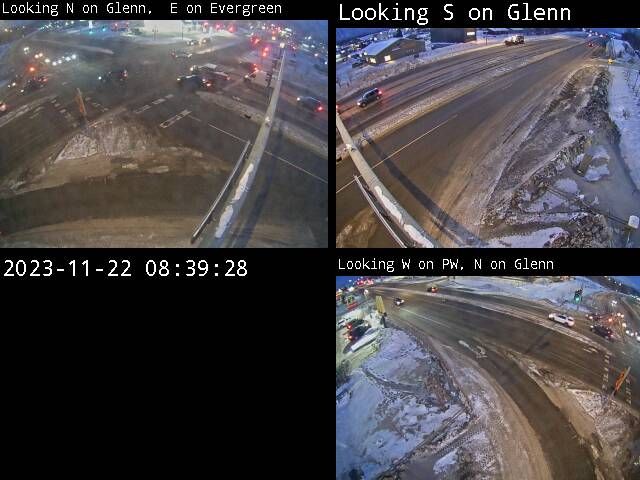 Looking N on Glenn,  E on Evergreen
Looking S on Glenn
2023-11-22 08:39:28
Looking W on PW, N on Glenn